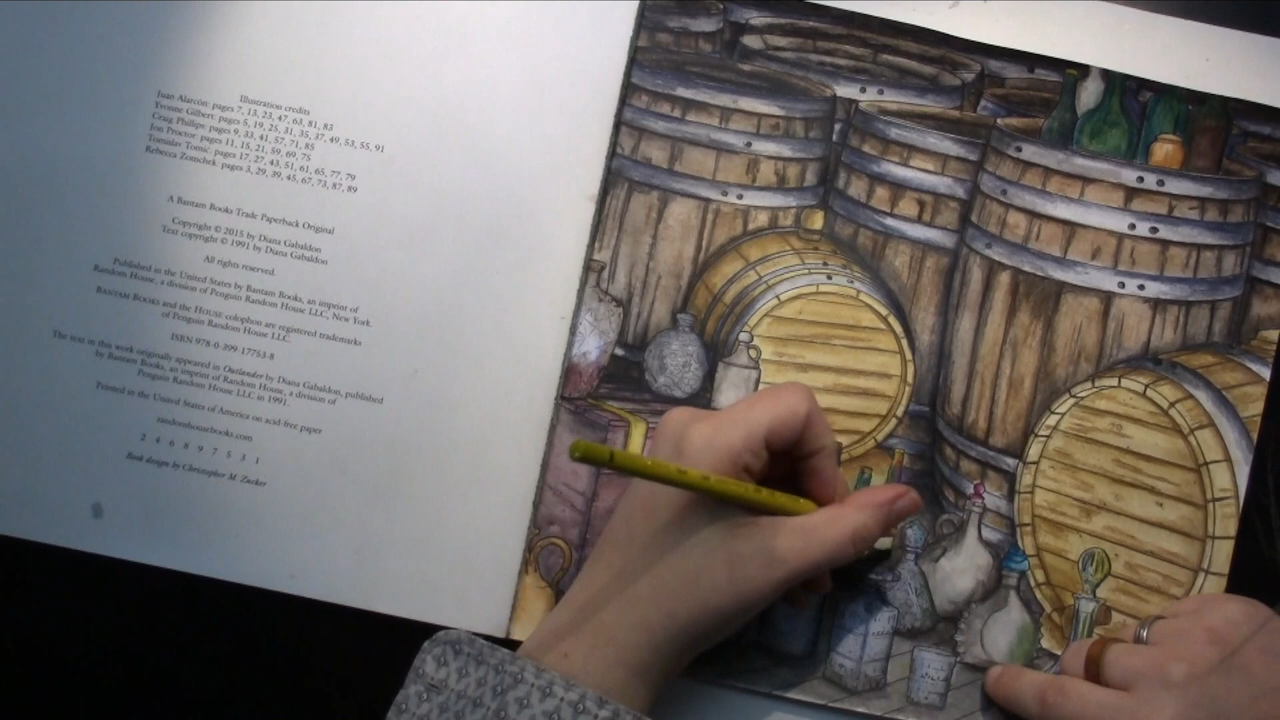 Illustration credits
Juan Alarcón: pages 7, 13, 23, 47, 63, 81, 83
Yvonne Gilbert: pages 5, 19, 25, 31, 35, 37, 49, 53, 55, 91
Craig Phillips: pages 9, 33, 41, 57, 71, 85
Jon Proctor: pages 11, 15, 21, 59, 69, 75
Tomislav Tomic: pages 17, 27, 43, 51, 61, 65, 77, 79
Rebecca Zomchek: pages 3, 29, 39, 45, 67, 73, 87, 89
A Bantam Books Trade Paperback Original
Copyright © 2015 by Diana Gabaldon
Text copyright © 1991 by Diana Gabaldon
All rights reserved.
Published in the United States by Bantam Books, an imprint of
Random House, a division of Penguin Random House LLC, New York.
BANTAM BOOKS and the HOUSE colophon are registered trademarks
of Penguin Random House LLC.
ISBN 978-0-399-17753-8
The text in this work originally appeared in Outlander by Diana Gabaldon, published
by Bantam Books, an imprint of Random House, a division of
Penguin Random House LLC in 1991.
Printed in the United States of America on acid-free paper
randomhousebooks.com
2 4 6 8 9 7 5 3 1
Book design by Christopher M. Zucker